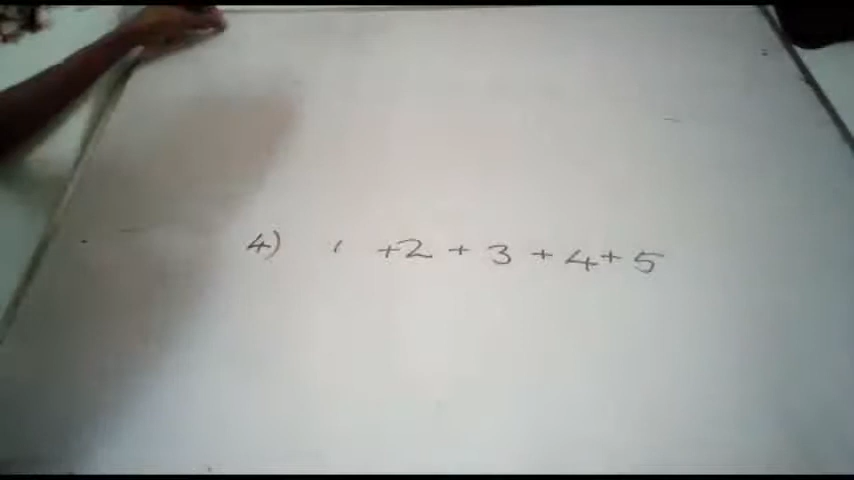 4) 1 +2 + 3 + 4 + 5